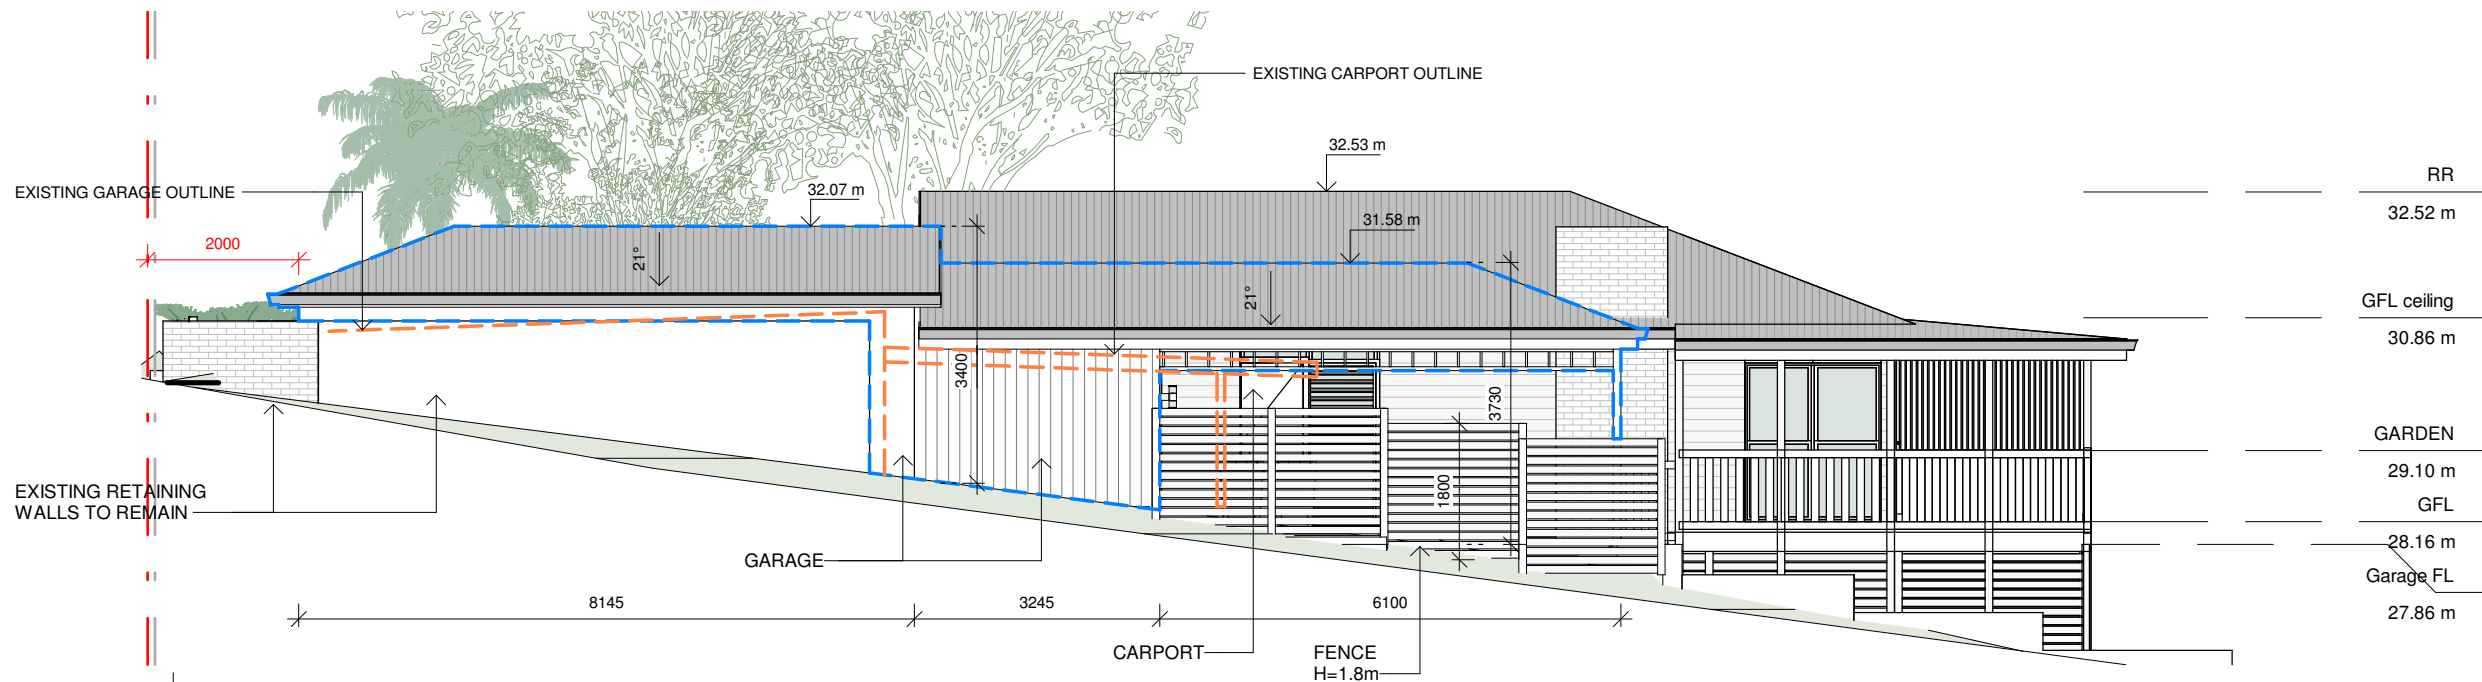 EXISTING CARPORT OUTLINE
32.53 m
RR
EXISTING GARAGE OUTLINE
32.07 m
32.52 m
31.58 m
2000
21°
21°
GFL ceiling
30.86 m
3400
3730
GARDEN
29.10 m
1800
EXISTING RETAINING
WALLS TO REMAIN
GFL
28.16 m
GARAGE
Garage FL
27.86 m
8145
3245
6100
CARPORT
FENCE
H=1.8m